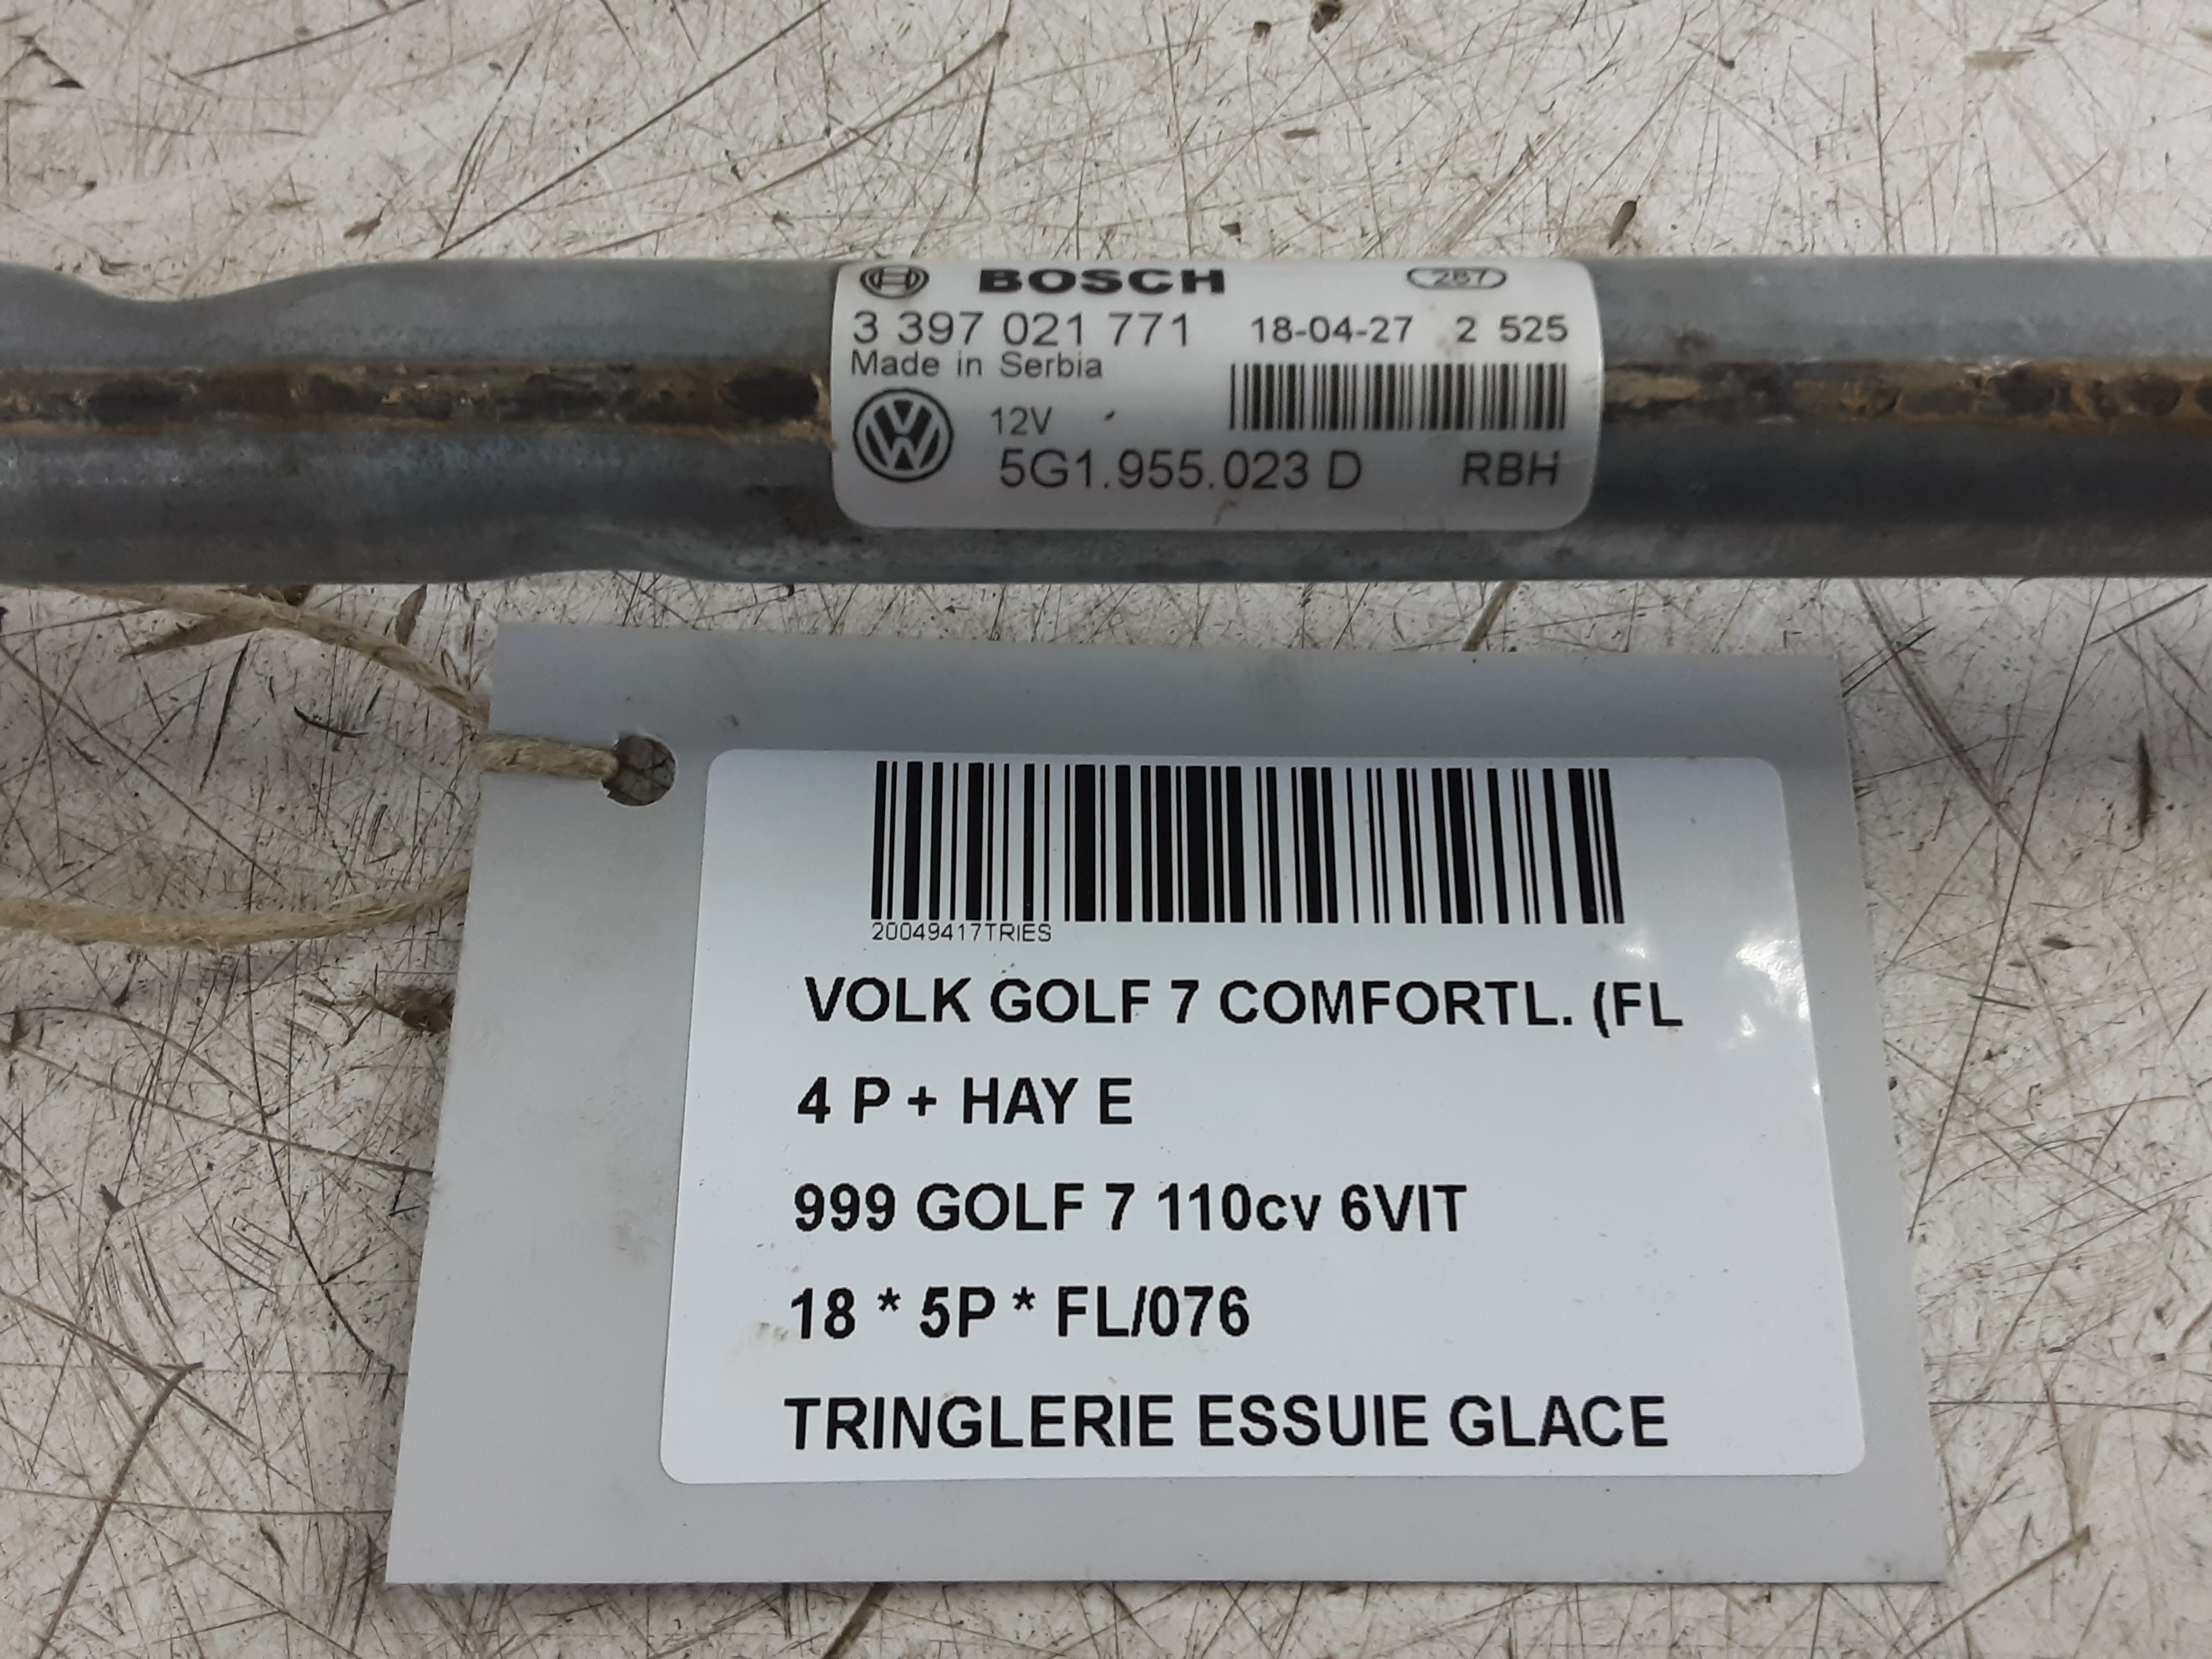 BOSCH 287
3 397 021 771 18-04-27 2 525
Made in Serbia
12V
5G1.955.023 D RBH
20049417TRIES
VOLK GOLF 7 COMFORTL. (FL
4 P + HAY E
999 GOLF 7 110cv 6VIT
18 * 5P * FL/076
TRINGLERIE ESSUIE GLACE